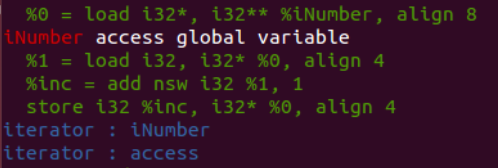 %0 = load i32*, i32** %iNumber, align 8
iNumber access global variable
%1 = load i32, i32* %0, align 4
%inc = add nsw i32 %1, 1
store i32 %inc, i32* %0, align 4
iterator : iNumber
iterator : access